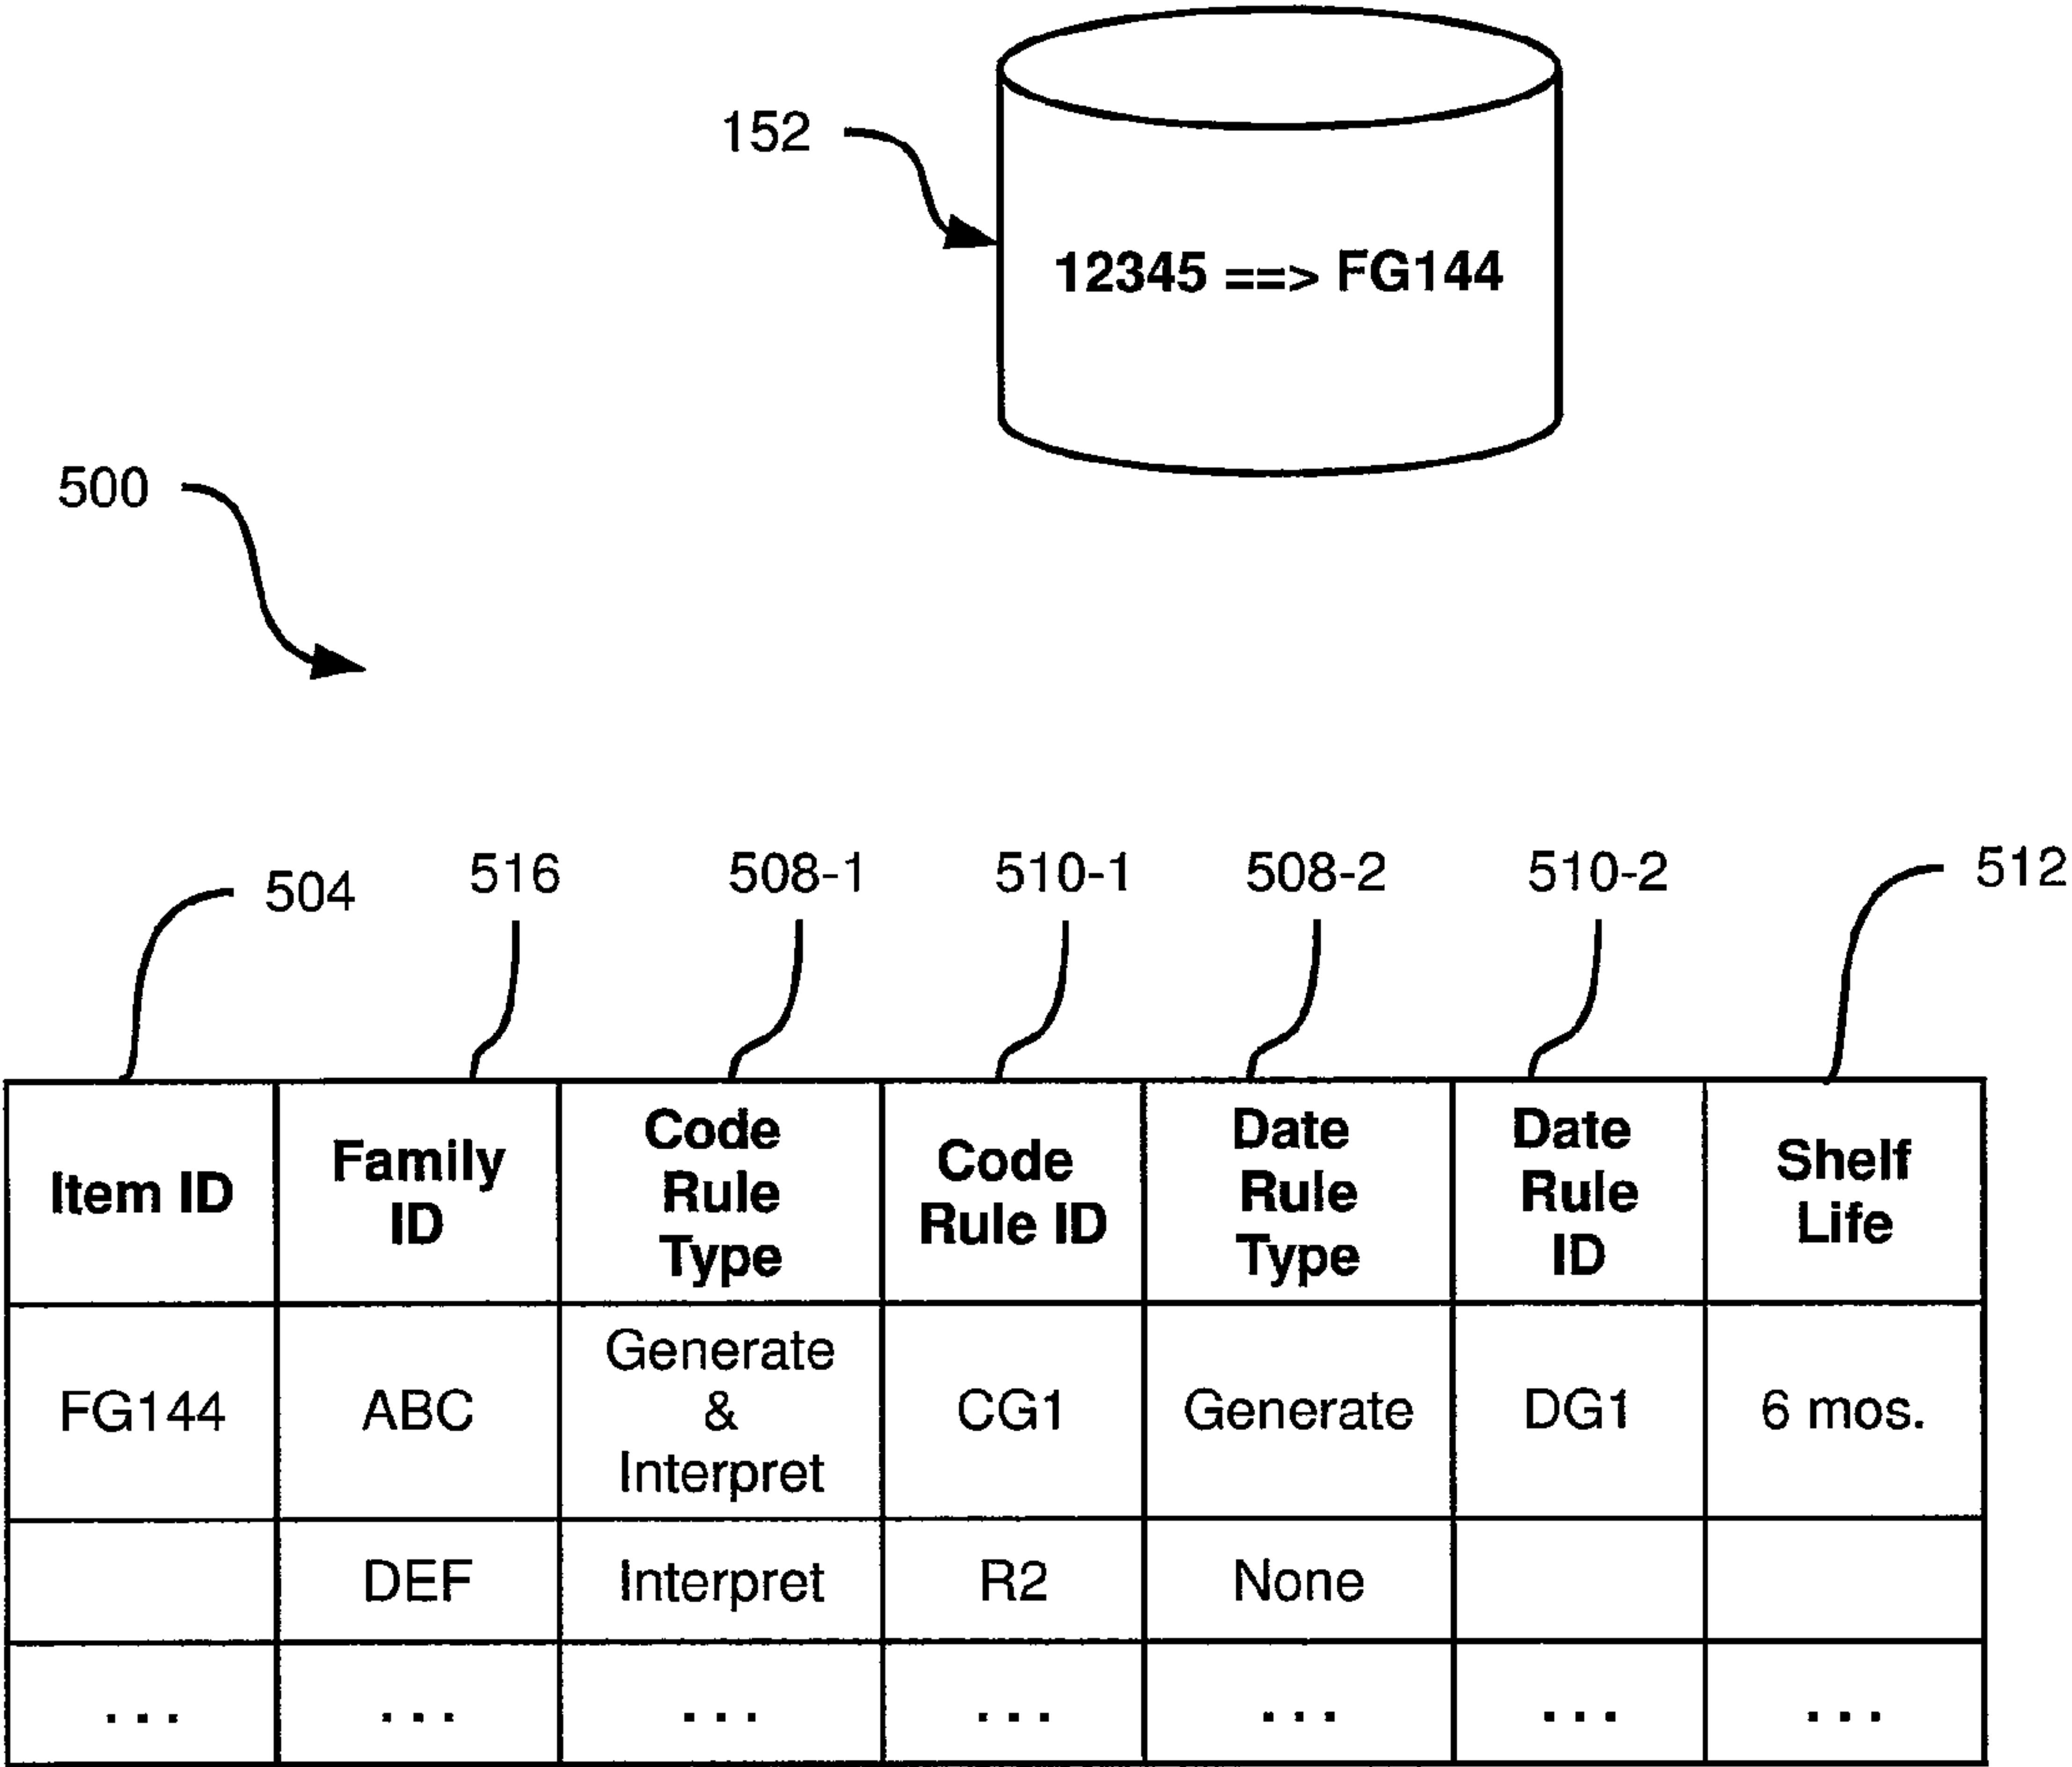 152
12345 ==> FG144
500
504
516
508-1
510-1
508-2
510-2
512
Item ID
Family
ID
Code
Rule
Type
Code
Rule ID
Date
Rule
Type
Date
Rule
ID
Shelf
Life
FG144
ABC
Generate
&
Interpret
CG1
Generate
DG1
6 mos.
DEF
Interpret
R2
None
... ... ... ... ... ... ...